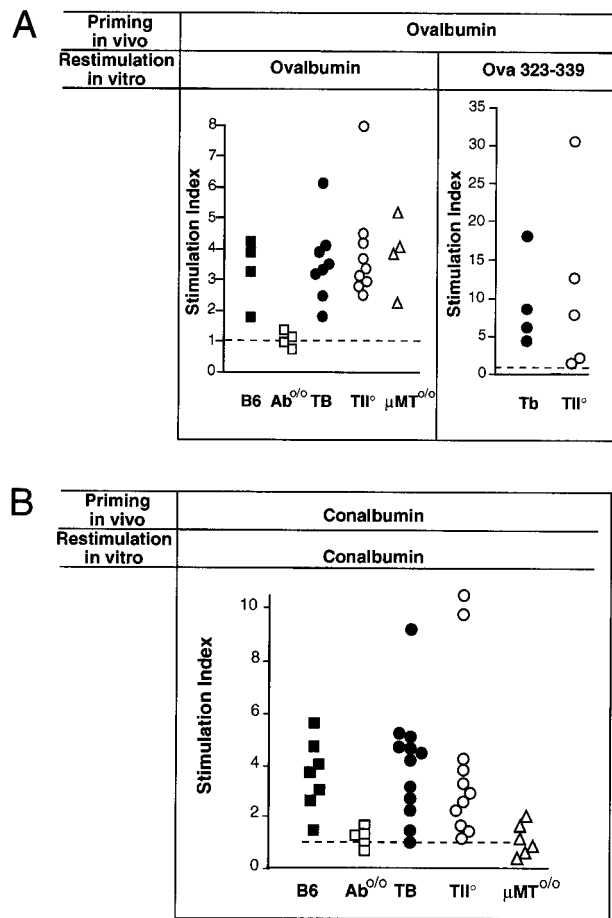 A
Priming in vivo
Ovalbumin
Restimulation in vitro
Ovalbumin
Ova 323-339
Stimulation Index
8
7
6
5
4
3
2
1
0
B6
Ab°/°
TB
TII°
μMT°/°
Stimulation Index
35
30
25
20
15
10
5
0
Tb
TII°
B
Priming in vivo
Conalbumin
Restimulation in vitro
Conalbumin
Stimulation Index
10
8
6
4
2
0
B6
Ab°/°
TB
TII°
μMT°/°